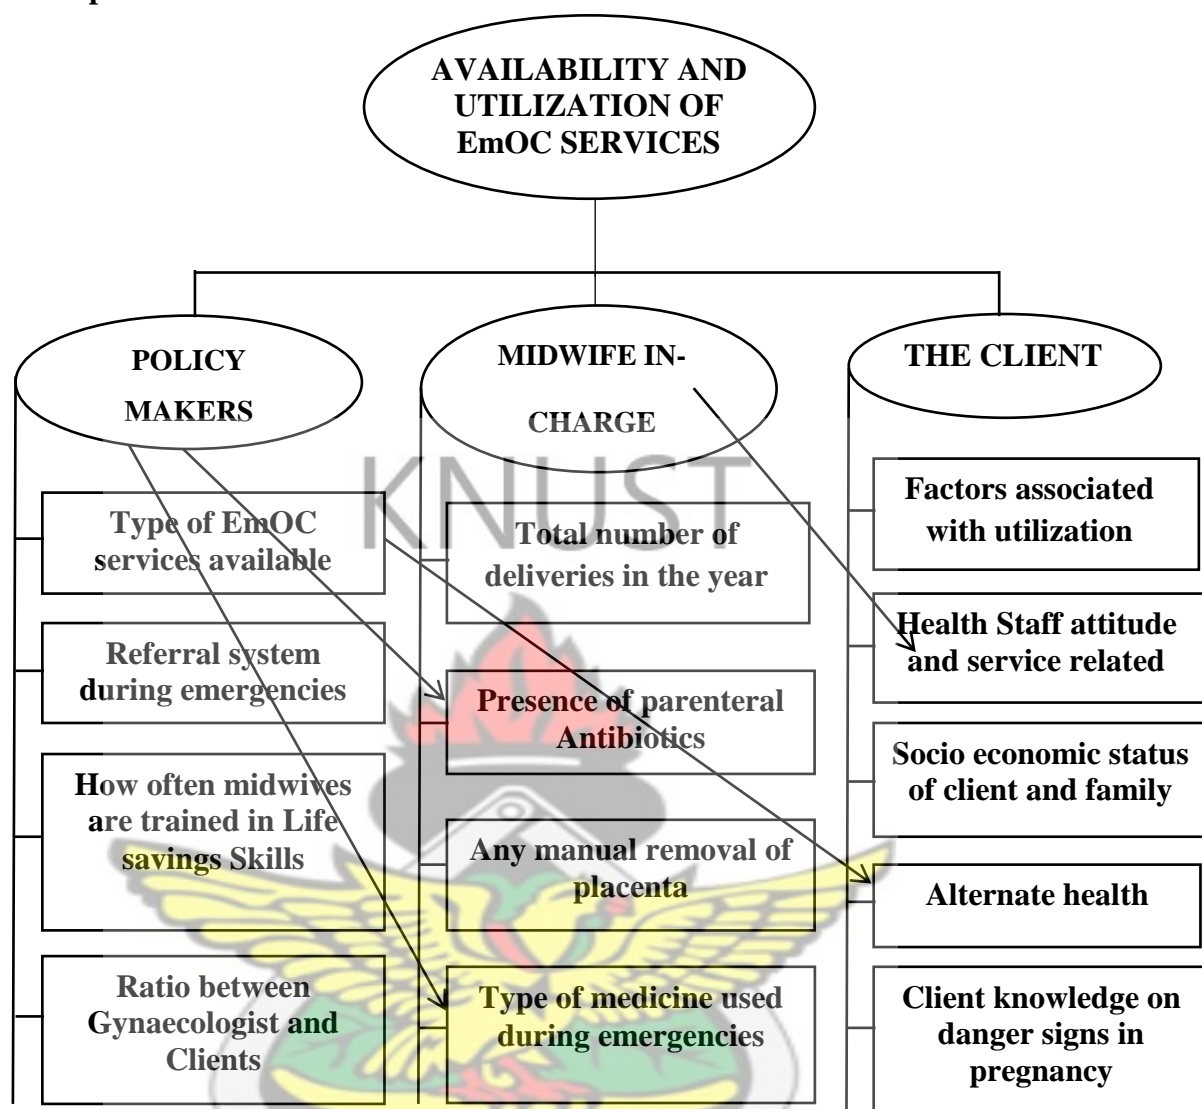 AVAILABILITY AND
UTILIZATION OF
EmOC SERVICES
POLICY
MAKERS
MIDWIFE IN-
CHARGE
THE CLIENT
KNUST
Type of EmOC
services available
Referral system
during emergencies
How often midwives
are trained in Life
savings Skills
Ratio between
Gynaecologist and
Clients
Total number of
deliveries in the year
Presence of parenteral
Antibiotics
Any manual removal of
placenta
Type of medicine used
during emergencies
Factors associated
with utilization
Health Staff attitude
and service related
Socio economic status
of client and family
Alternate health
Client knowledge on
danger signs in
pregnancy